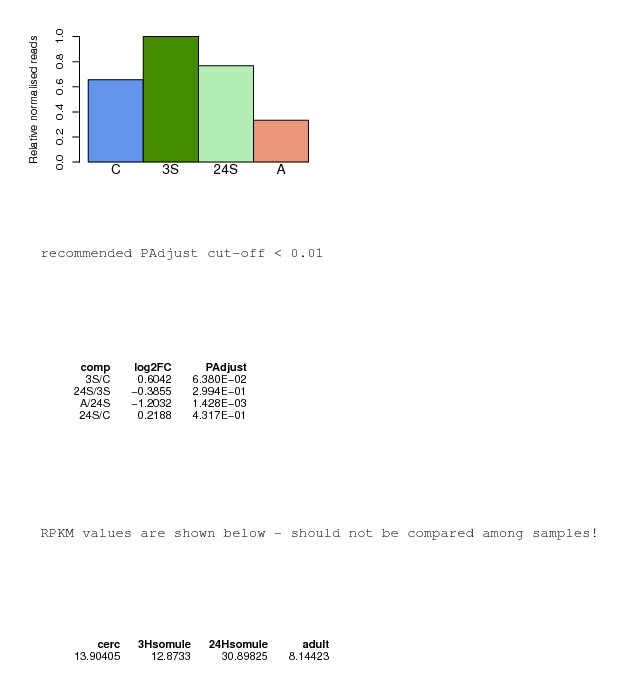 Relative normalised reads
1.0
0.8
0.6
0.4
0.2
0.0
C 3S 24S A
recommended PAdjust cut-off < 0.01
comp log2FC PAdjust
3S/C 0.6042 6.380E-02
24S/3S -0.3855 2.994E-01
A/24S -1.2032 1.428E-03
24S/C 0.2188 4.317E-01
RPKM values are shown below - should not be compared among samples!
cerc 3Hsomule 24Hsomule adult
13.90405 12.8733 30.89825 8.14423